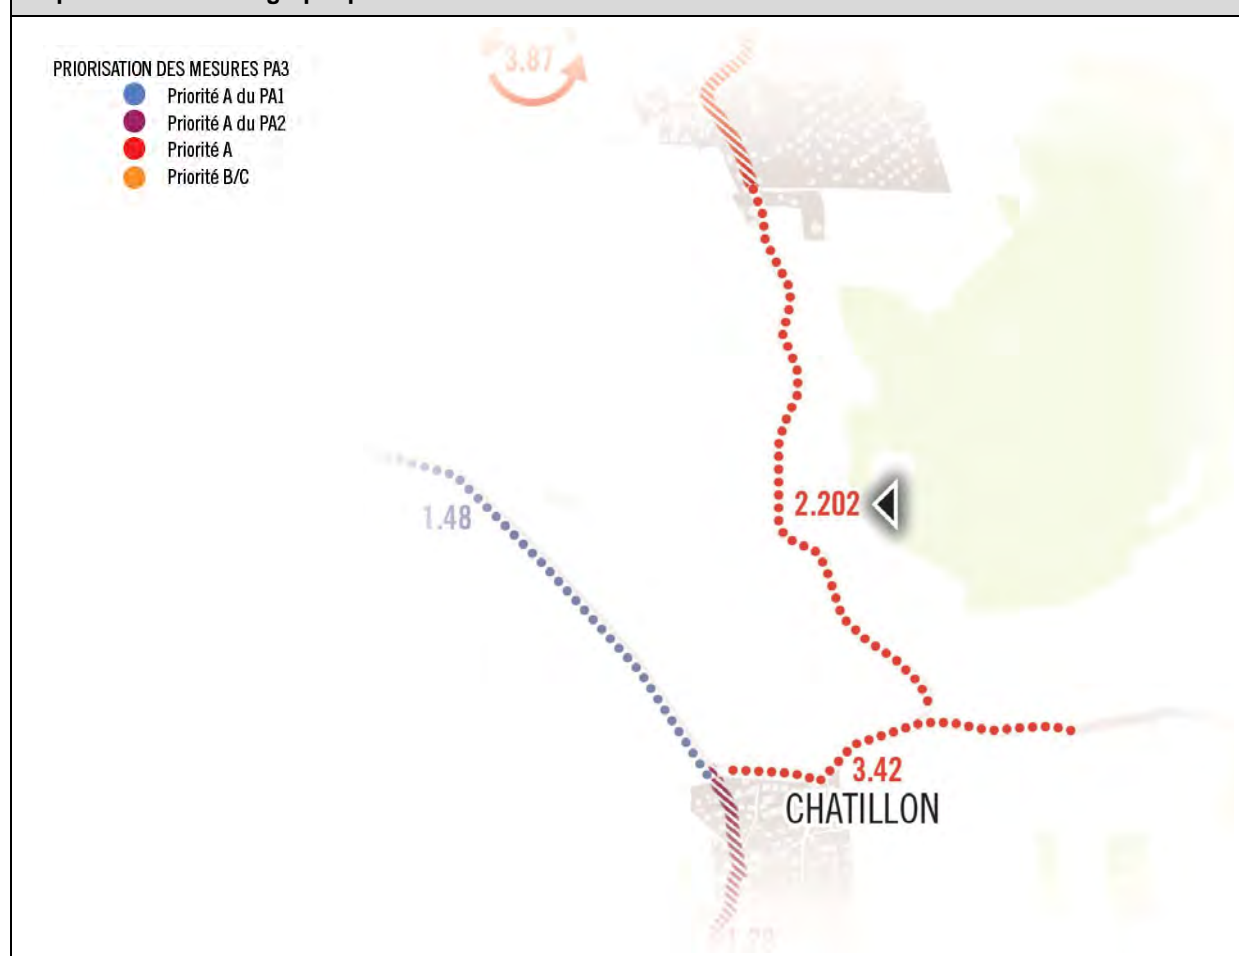 PRIORISATION DES MESURES PA3
Priorité A du PA1
Priorité A du PA2
Priorité A
Priorité B/C
3.87
1.48
2.202
3.42
CHATILLON